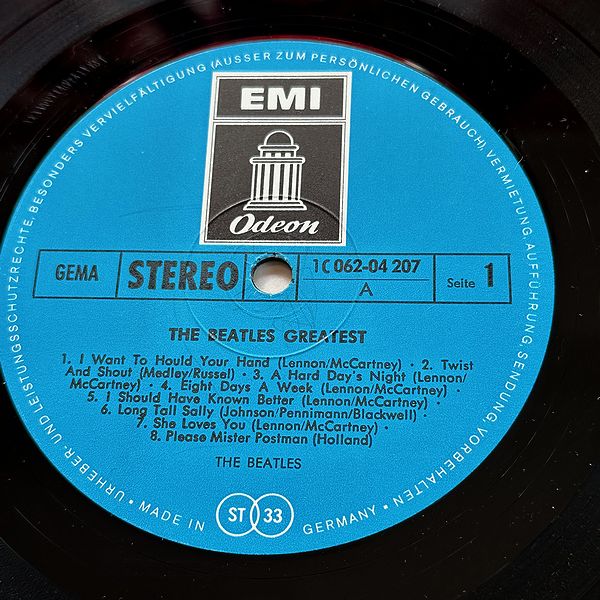 URHEBER- UND LEISTUNGSSCHUTZRECHTE, BESONDERS VERVIELFÄLTIGUNG (AUSSER ZUM PERSÖNLICHEN GEBRAUCH), VERMIETUNG, AUFFÜHRUNG, SENDUNG, VORBEHALTEN
EMI
Odeon
GEMA STEREO 1C 062-04 207 A Seite 1
THE BEATLES GREATEST
1. I Want To Hould Your Hand (Lennon/McCartney) · 2. Twist
And Shout (Medley/Russel) · 3. A Hard Day's Night (Lennon/
McCartney) · 4. Eight Days A Week (Lennon/McCartney) ·
5. I Should Have Known Better (Lennon/McCartney) ·
6. Long Tall Sally (Johnson/Pennimann/Blackwell) ·
7. She Loves You (Lennon/McCartney) ·
8. Please Mister Postman (Holland)
THE BEATLES
MADE IN ST 33 GERMANY